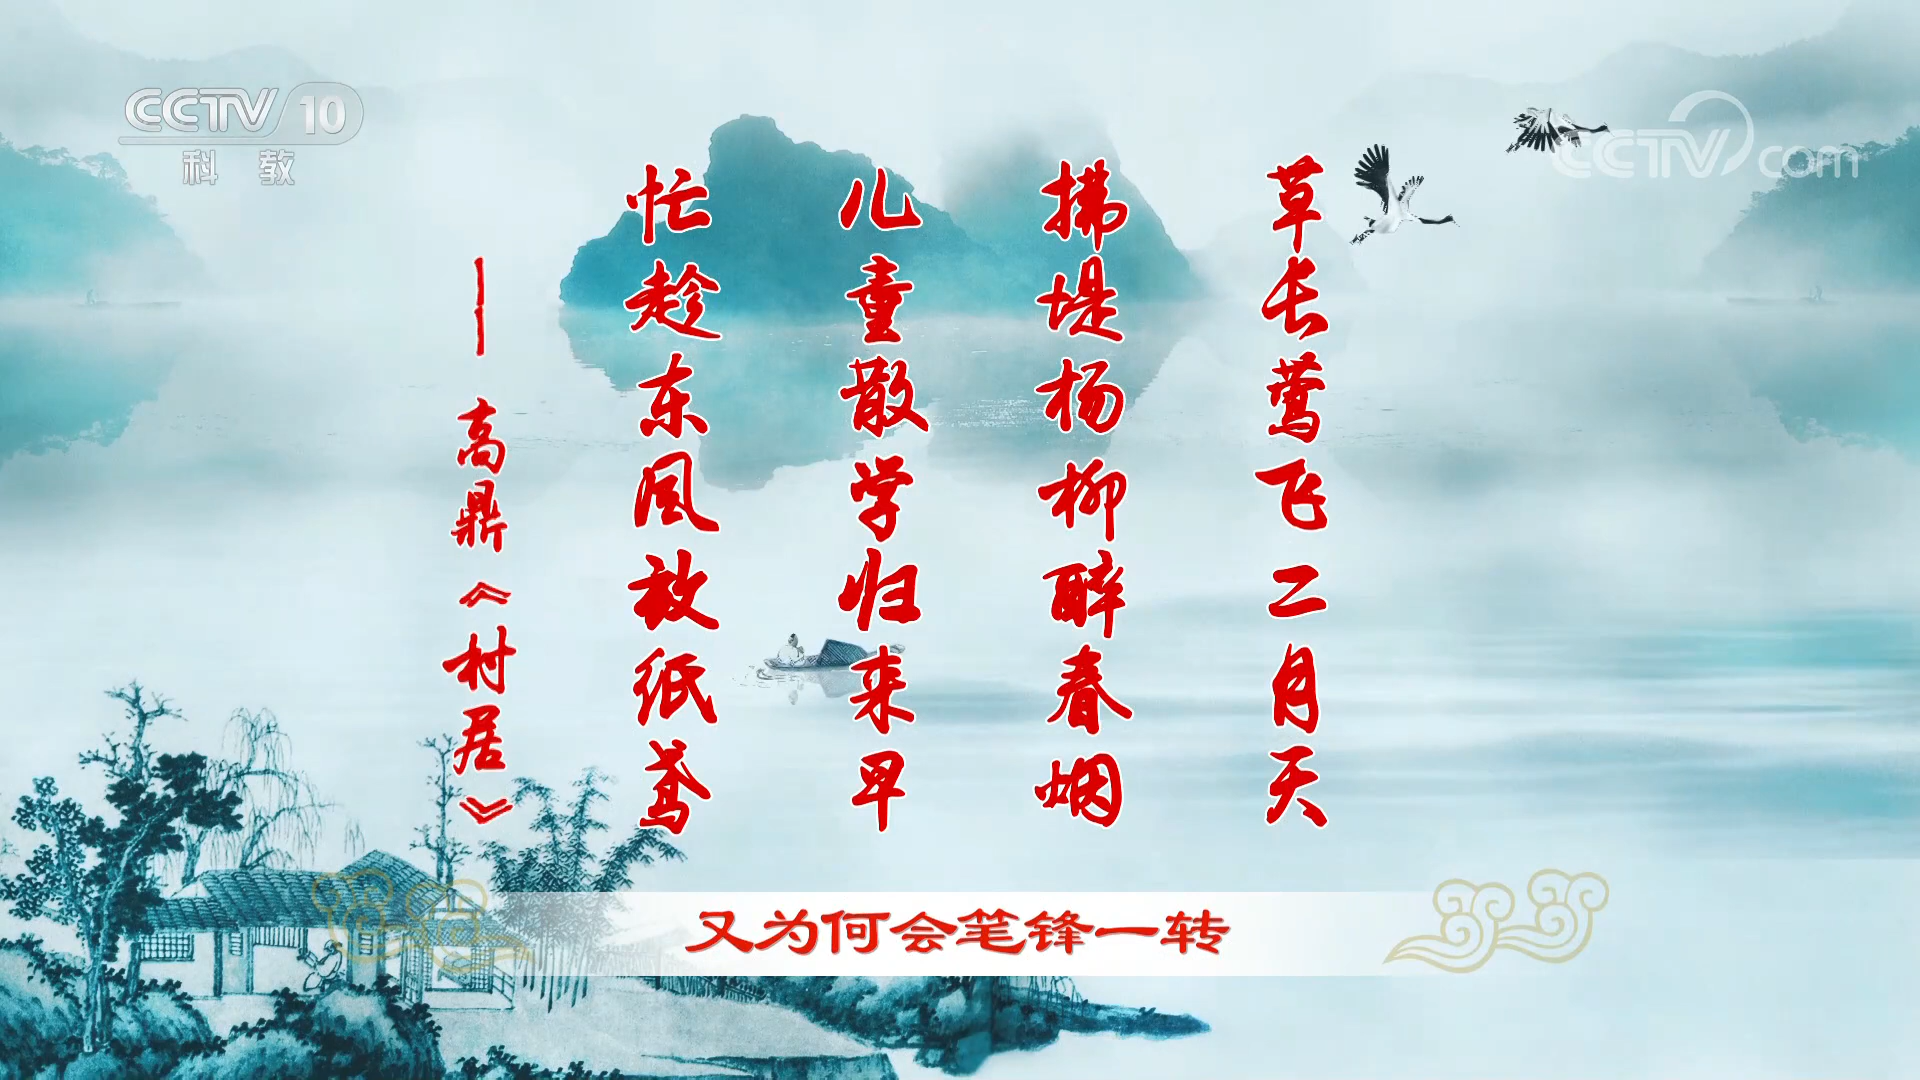 CCTV 10
科教
CCTV.com
草长莺飞二月天
拂堤杨柳醉春烟
儿童散学归来早
忙趁东风放纸鸢
——高鼎《村居》
又为何会笔锋一转